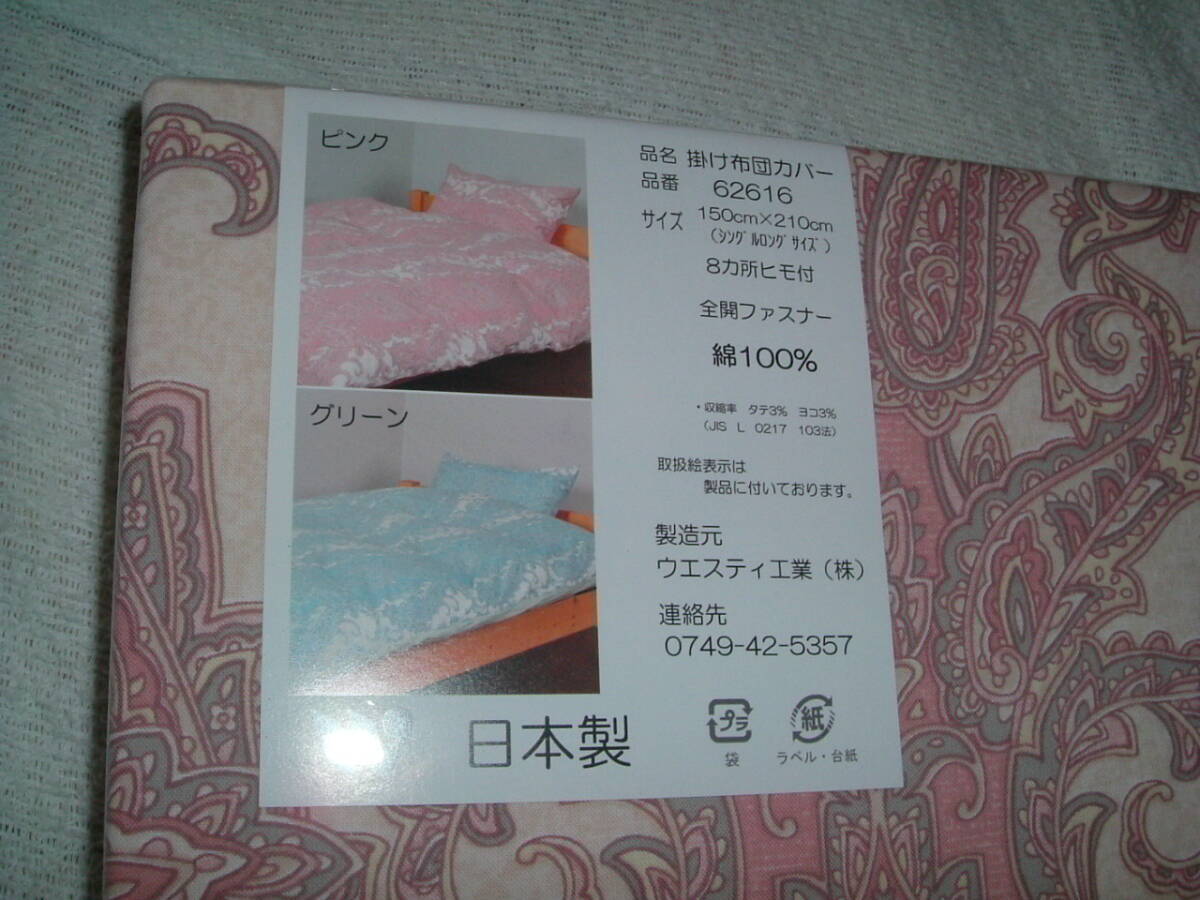 ピンク
グリーン
品名 掛け布団カバー
品番 62616
サイズ 150cm×210cm
(ｼﾝｸﾞﾙﾛﾝｸﾞｻｲｽﾞ)
8カ所ヒモ付
全開ファスナー
綿100%
・収縮率 タテ3% ヨコ3%
(JIS L 0217 103法)
取扱絵表示は
製品に付いております。
製造元
ウエスティ工業(株)
連絡先
0749-42-5357
日本製
プラ
袋
紙
ラベル・台紙